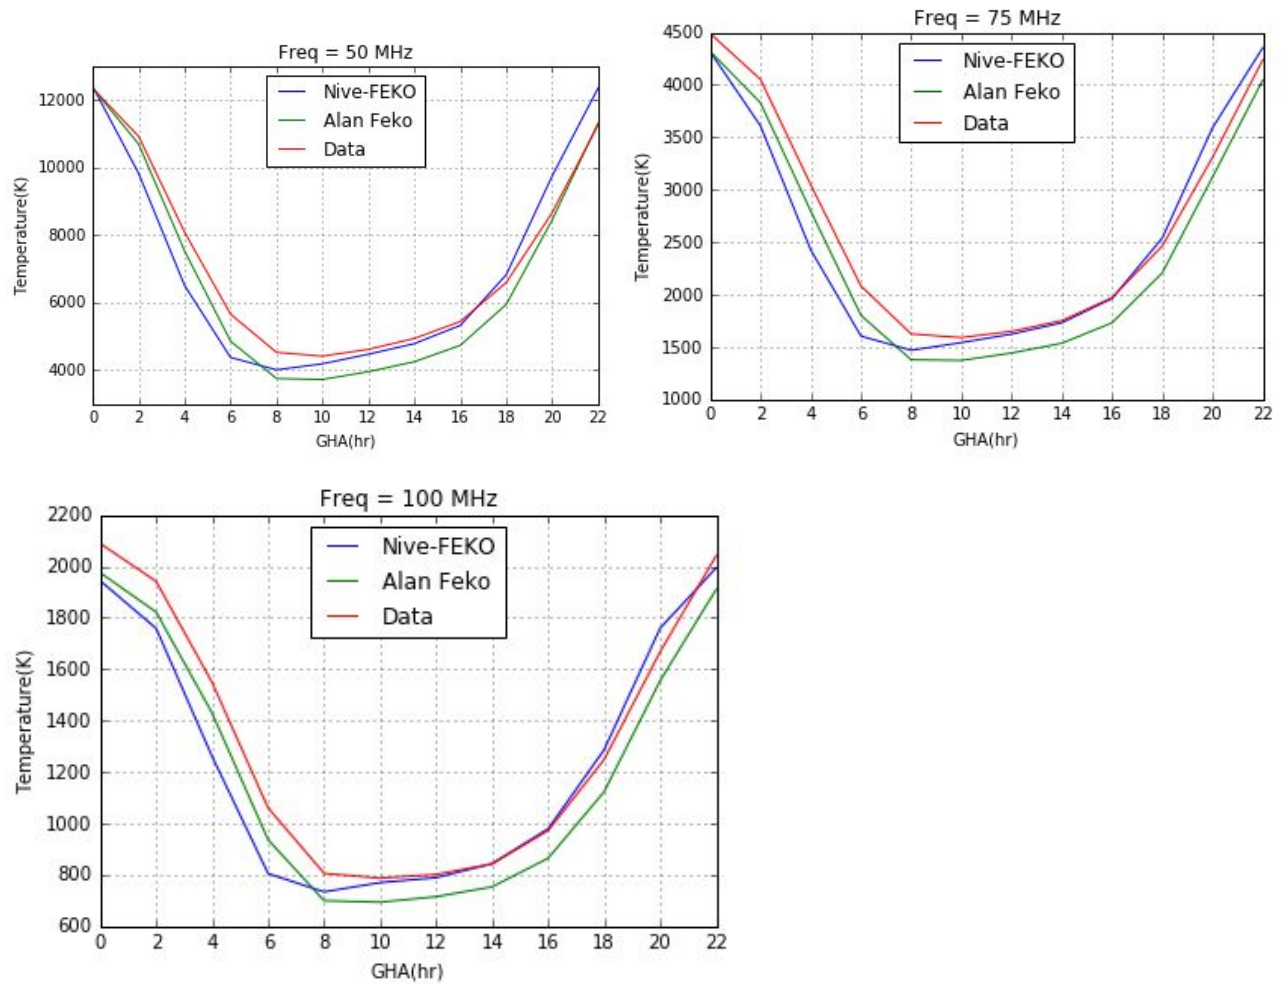 Freq = 50 MHz
Nive-FEKO
Alan Feko
Data
Temperature(K)
12000
10000
8000
6000
4000
0 2 4 6 8 10 12 14 16 18 20 22
GHA(hr)
Freq = 75 MHz
Nive-FEKO
Alan Feko
Data
Temperature(K)
4500
4000
3500
3000
2500
2000
1500
1000
0 2 4 6 8 10 12 14 16 18 20 22
GHA(hr)
Freq = 100 MHz
Nive-FEKO
Alan Feko
Data
Temperature(K)
2200
2000
1800
1600
1400
1200
1000
800
600
0 2 4 6 8 10 12 14 16 18 20 22
GHA(hr)